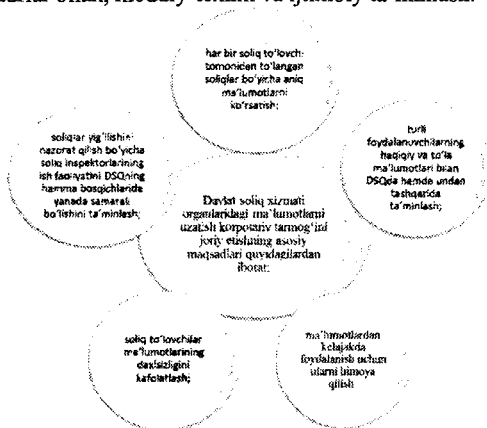 har bir soliq to'lovchi
tomonidan to'langan
soliqlar bo'yicha aniq
ma'lumotlarni
ko'rsatish;
soliqlar yig'ilishini
nazorat qilish bo'yicha
soliq inspektorlarining
ish faoliyatini DSQning
hamma bosqichlarida
yanada samarali
bo'lishini ta'minlash;
turli
foydalanuvchilarning
haqiqiy va to'la
ma'lumotlari bilan
DSQda hamda undan
tashqarida
ta'minlash;
Davlat soliq xizmati
organlaridagi ma'lumotlarni
uzatish korporativ tarmog'ini
joriy etishning asosiy
maqsadlari quyidagilardan
iborat:
soliq to'lovchilar
ma'lumotlarining
daxlsizligini
kafolatlash;
ma'lumotlardan
kelajakda
foydalanish uchun
ularni himoya
qilish